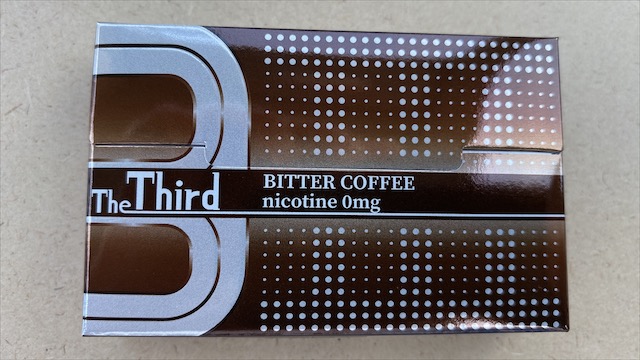 The Third
BITTER COFFEE
nicotine 0mg